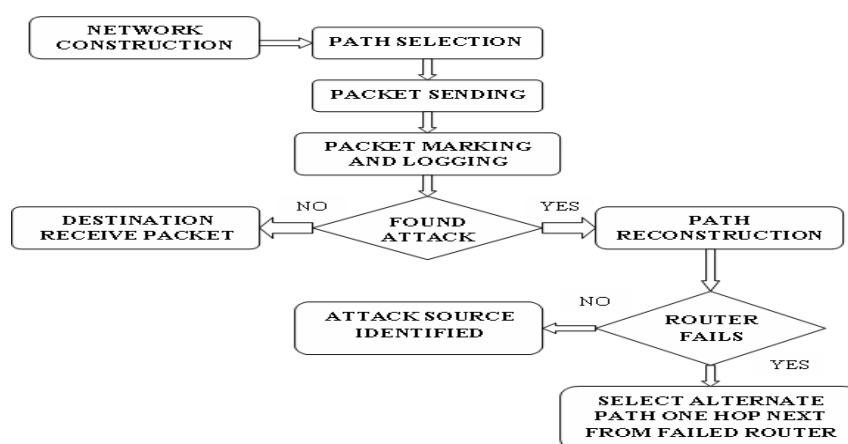 NETWORK
CONSTRUCTION
PATH SELECTION
PACKET SENDING
PACKET MARKING
AND LOGGING
NO
YES
DESTINATION
RECEIVE PACKET
FOUND
ATTACK
PATH
RECONSTRUCTION
NO
ATTACK SOURCE
IDENTIFIED
ROUTER
FAILS
YES
SELECT ALTERNATE
PATH ONE HOP NEXT
FROM FAILED ROUTER